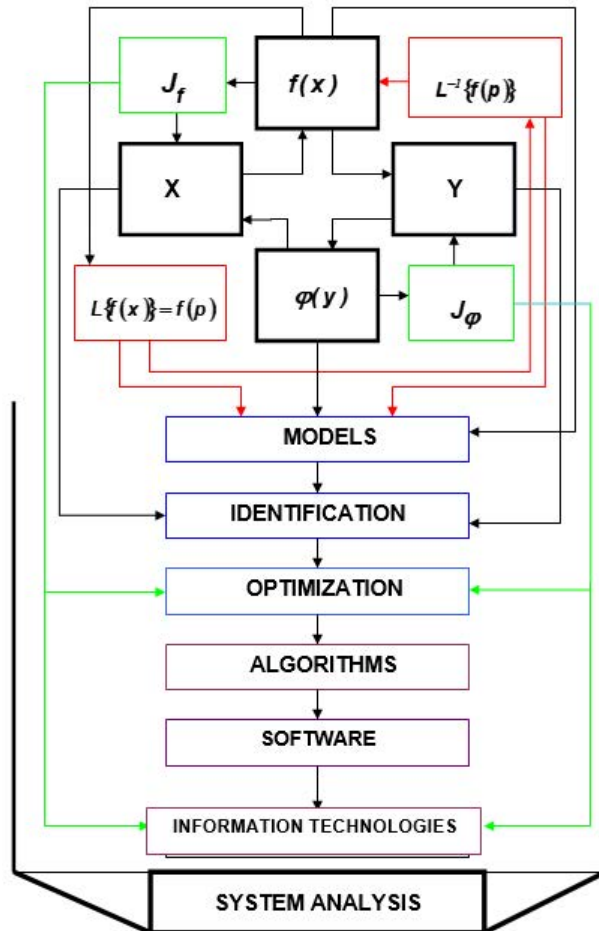 J_f
f(x)
L⁻¹{f(p)}
X
Y
L{f(x)}=f(p)
φ(y)
J_φ
MODELS
IDENTIFICATION
OPTIMIZATION
ALGORITHMS
SOFTWARE
INFORMATION TECHNOLOGIES
SYSTEM ANALYSIS